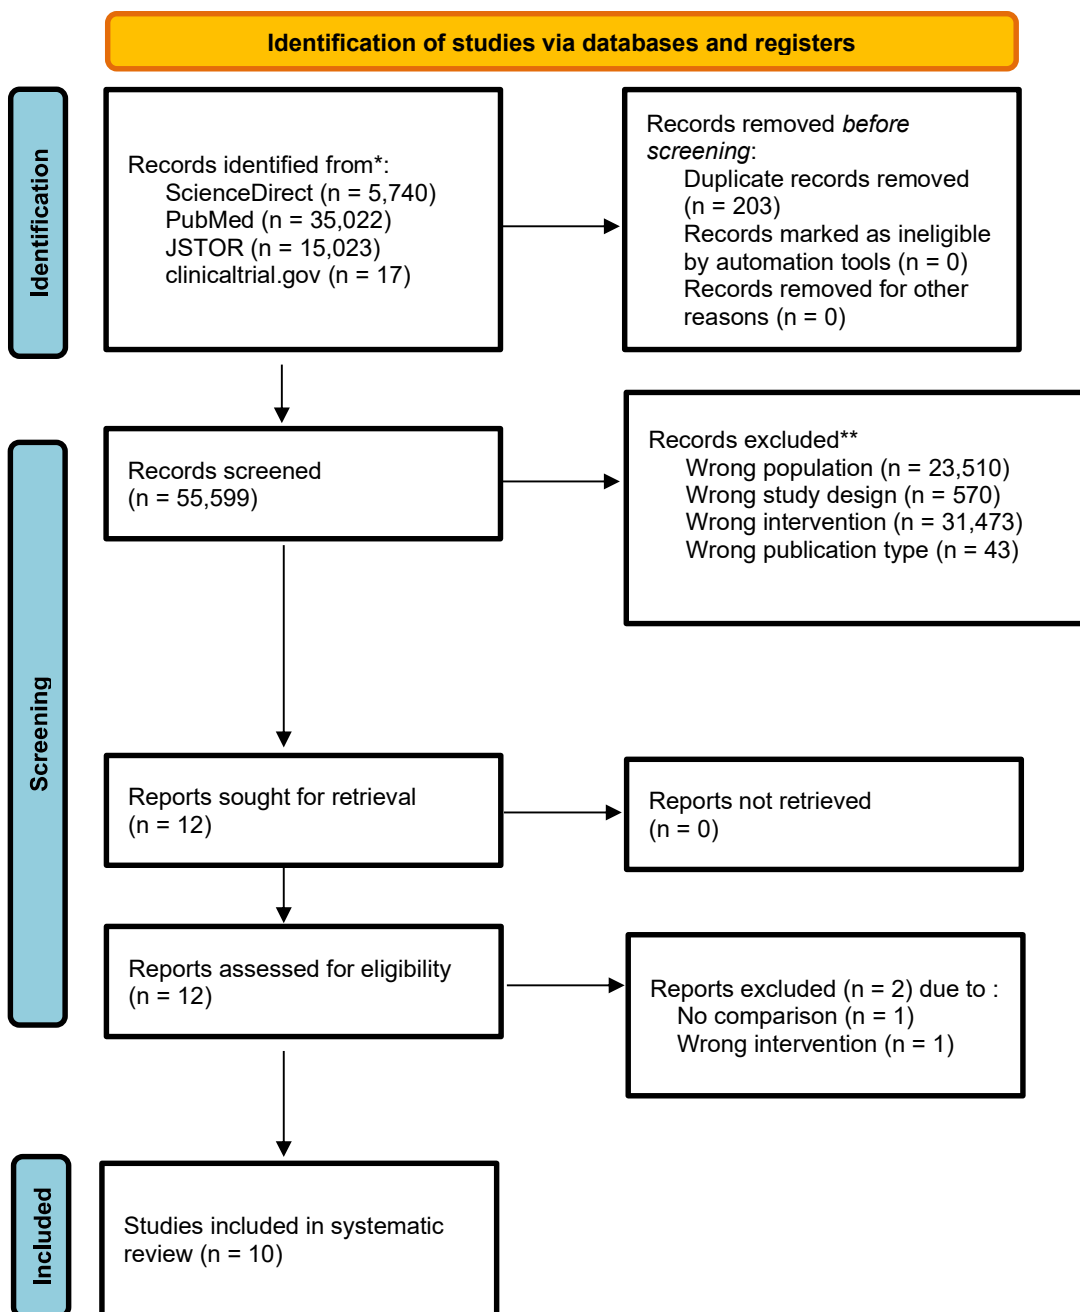 Identification of studies via databases and registers
Identification
Records identified from*:
ScienceDirect (n = 5,740)
PubMed (n = 35,022)
JSTOR (n = 15,023)
clinicaltrial.gov (n = 17)
Records removed before
screening:
Duplicate records removed
(n = 203)
Records marked as ineligible
by automation tools (n = 0)
Records removed for other
reasons (n = 0)
Screening
Records screened
(n = 55,599)
Records excluded**
Wrong population (n = 23,510)
Wrong study design (n = 570)
Wrong intervention (n = 31,473)
Wrong publication type (n = 43)
Reports sought for retrieval
(n = 12)
Reports not retrieved
(n = 0)
Reports assessed for eligibility
(n = 12)
Reports excluded (n = 2) due to :
No comparison (n = 1)
Wrong intervention (n = 1)
Included
Studies included in systematic
review (n = 10)